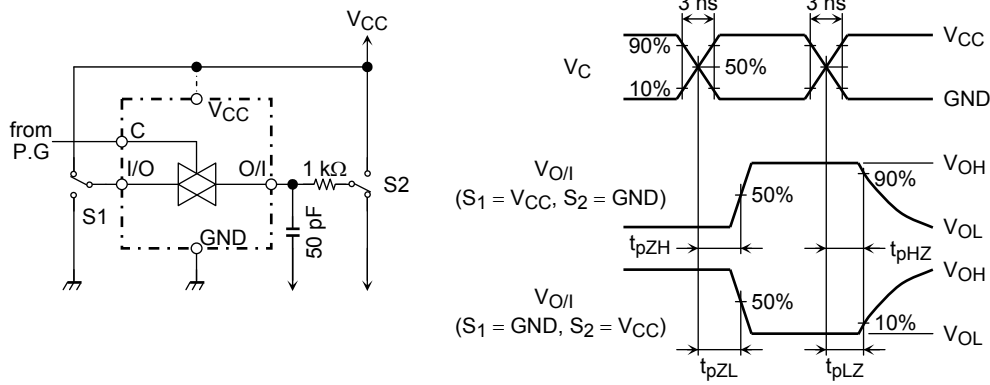 V_CC
V_CC
from
P.G
C
I/O
O/I
1 kΩ
S1
S2
GND
50 pF
3 ns
3 ns
V_C
90%
10%
50%
V_CC
GND
V_O/I
(S_1 = V_CC, S_2 = GND)
50%
90%
V_OH
V_OL
t_pZH
t_pHZ
V_O/I
(S_1 = GND, S_2 = V_CC)
50%
10%
V_OH
V_OL
t_pZL
t_pLZ